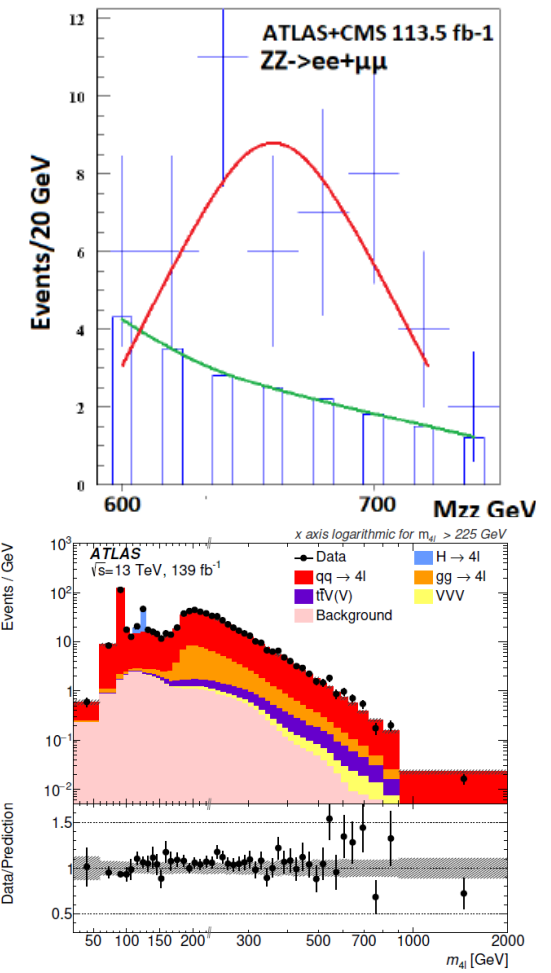 12
ATLAS+CMS 113.5 fb-1
ZZ->ee+μμ
10
8
6
4
2
0
Events/20 GeV
600
700
Mzz GeV
x axis logarithmic for m4l > 225 GeV
ATLAS
√s=13 TeV, 139 fb⁻¹
Data
H → 4l
qq → 4l
gg → 4l
tt̄V(V)
VVV
Background
Events / GeV
10³
10²
10
1
10⁻¹
10⁻²
Data/Prediction
1.5
1
0.5
50
100
150
200
300
500
1000
2000
m4l [GeV]